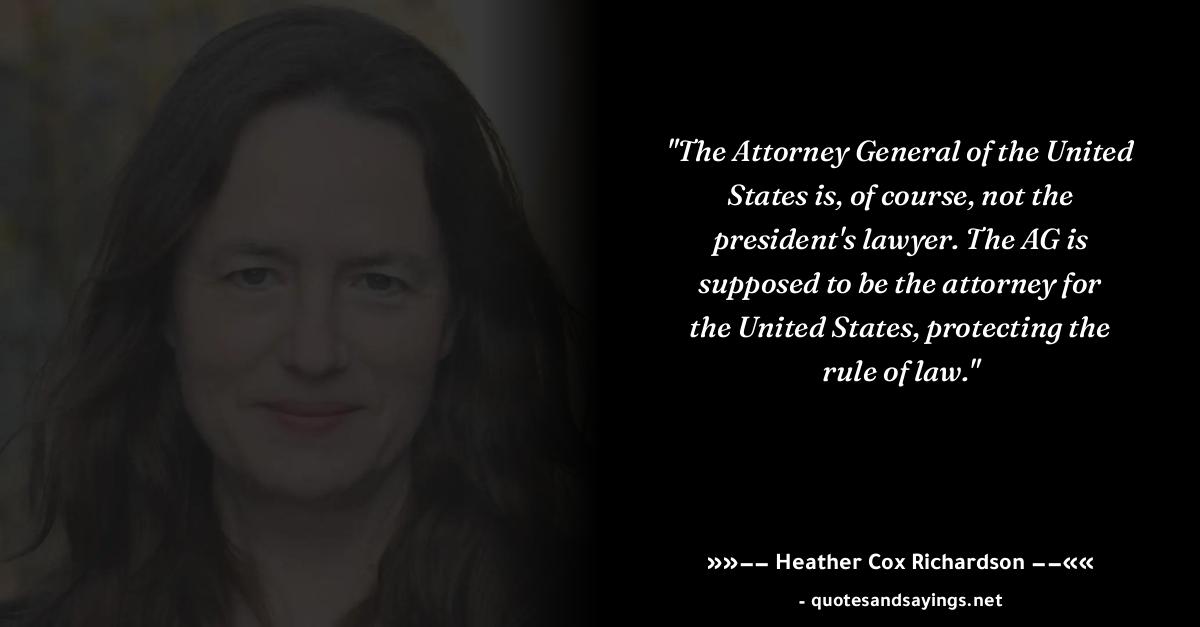 "The Attorney General of the United
States is, of course, not the
president's lawyer. The AG is
supposed to be the attorney for
the United States, protecting the
rule of law."
»»−− Heather Cox Richardson −−««
- quotesandsayings.net